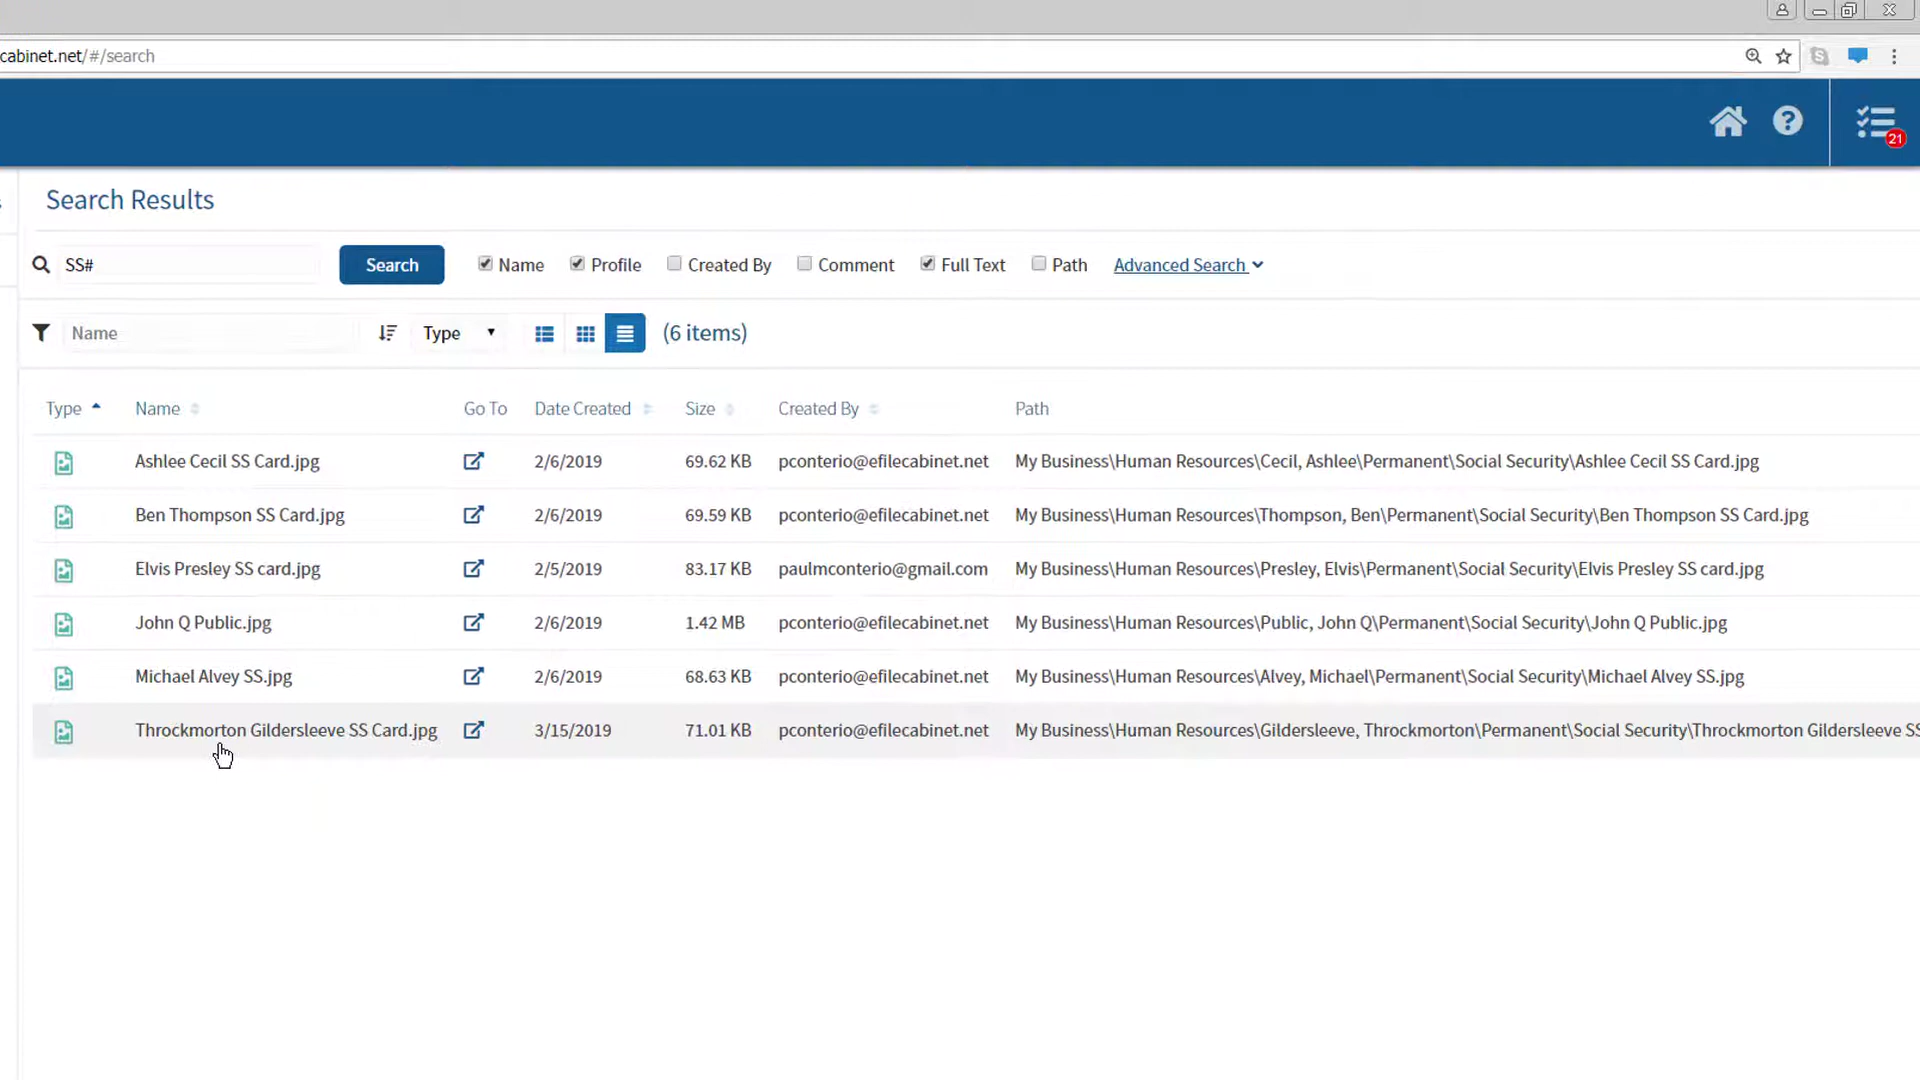 cabinet.net/#/search
21
Search Results
SS# Search Name Profile Created By Comment Full Text Path Advanced Search
Name Type (6 items)
Type Name Go To Date Created Size Created By Path
Ashlee Cecil SS Card.jpg 2/6/2019 69.62 KB pconterio@efilecabinet.net My Business\Human Resources\Cecil, Ashlee\Permanent\Social Security\Ashlee Cecil SS Card.jpg
Ben Thompson SS Card.jpg 2/6/2019 69.59 KB pconterio@efilecabinet.net My Business\Human Resources\Thompson, Ben\Permanent\Social Security\Ben Thompson SS Card.jpg
Elvis Presley SS card.jpg 2/5/2019 83.17 KB paulmconterio@gmail.com My Business\Human Resources\Presley, Elvis\Permanent\Social Security\Elvis Presley SS card.jpg
John Q Public.jpg 2/6/2019 1.42 MB pconterio@efilecabinet.net My Business\Human Resources\Public, John Q\Permanent\Social Security\John Q Public.jpg
Michael Alvey SS.jpg 2/6/2019 68.63 KB pconterio@efilecabinet.net My Business\Human Resources\Alvey, Michael\Permanent\Social Security\Michael Alvey SS.jpg
Throckmorton Gildersleeve SS Card.jpg 3/15/2019 71.01 KB pconterio@efilecabinet.net My Business\Human Resources\Gildersleeve, Throckmorton\Permanent\Social Security\Throckmorton Gildersleeve SS